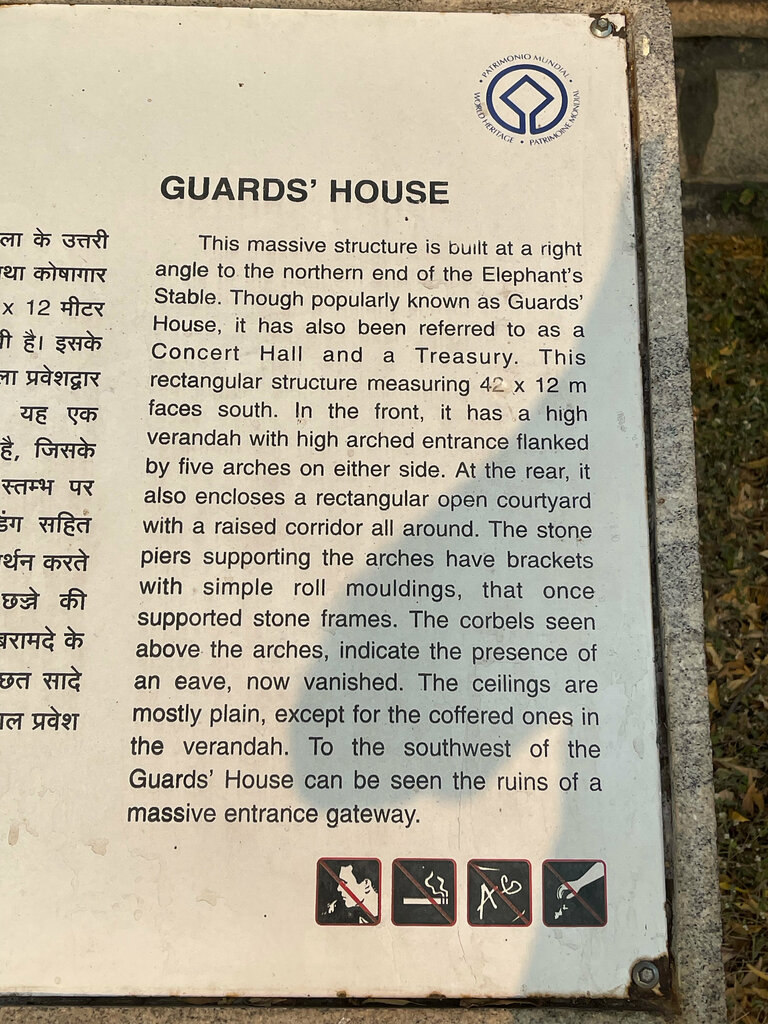 PATRIMONIO MUNDIAL
WORLD HERITAGE • PATRIMOINE MONDIAL
GUARDS' HOUSE
This massive structure is built at a right
angle to the northern end of the Elephant's
Stable. Though popularly known as Guards'
House, it has also been referred to as a
Concert Hall and a Treasury. This
rectangular structure measuring 42 x 12 m
faces south. In the front, it has a high
verandah with high arched entrance flanked
by five arches on either side. At the rear, it
also encloses a rectangular open courtyard
with a raised corridor all around. The stone
piers supporting the arches have brackets
with simple roll mouldings, that once
supported stone frames. The corbels seen
above the arches, indicate the presence of
an eave, now vanished. The ceilings are
mostly plain, except for the coffered ones in
the verandah. To the southwest of the
Guards' House can be seen the ruins of a
massive entrance gateway.
ला के उत्तरी
था कोषागार
x 12 मीटर
है। इसके
ला प्रवेशद्वार
यह एक
है, जिसके
स्तम्भ पर
डिंग सहित
र्थन करते
छज्जे की
बरामदे के
छत सादे
ल प्रवेश